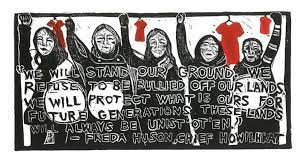 "WE WILL STAND OUR GROUND. WE
REFUSE TO BE BULLIED OFF OUR LANDS.
WE WILL PROTECT WHAT IS OURS FOR
FUTURE GENERATIONS. THESE LANDS
WILL ALWAYS BE UNIST'OT'EN"
- FREDA HUSON, CHIEF HOWILHKAT